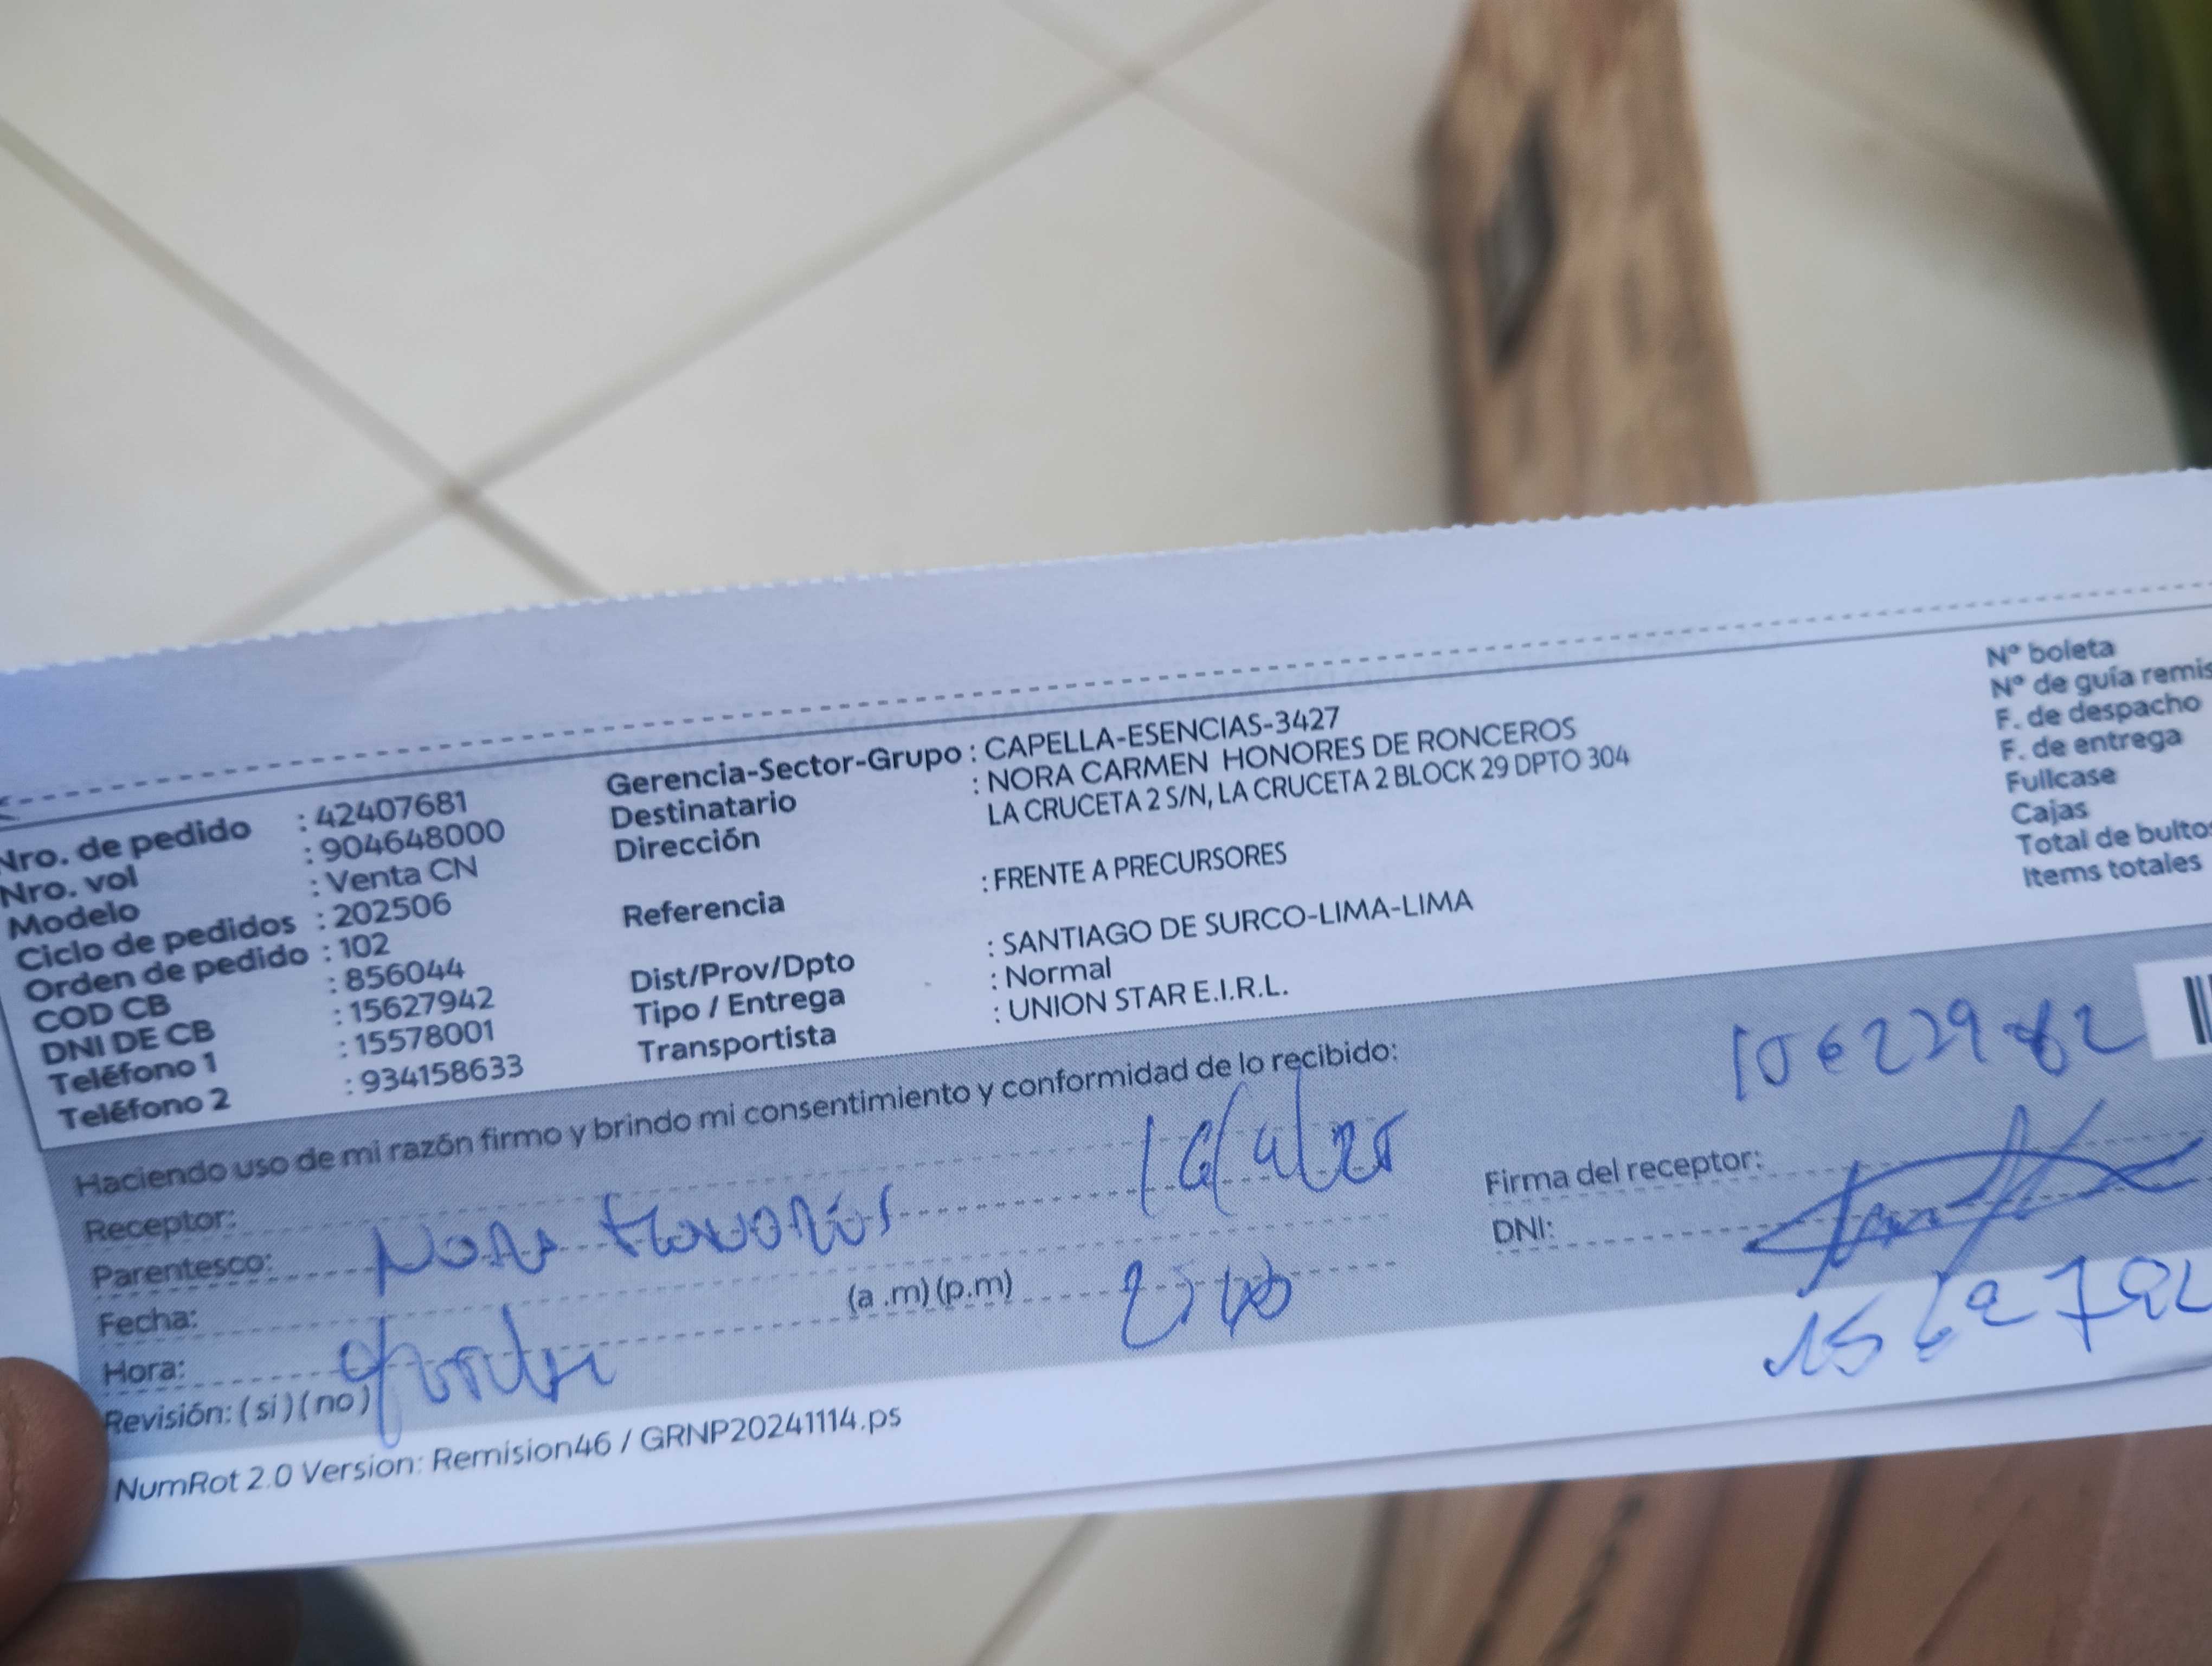 Nro. de pedido : 42407681
Nro. vol : 904648000
Modelo : Venta CN
Ciclo de pedidos : 202506
Orden de pedido : 102
COD CB : 856044
DNI DE CB : 15627942
Teléfono 1 : 15578001
Teléfono 2 : 934158633
Gerencia-Sector-Grupo : CAPELLA-ESENCIAS-3427
Destinatario : NORA CARMEN HONORES DE RONCEROS
Dirección LA CRUCETA 2 S/N, LA CRUCETA 2 BLOCK 29 DPTO 304
Referencia : FRENTE A PRECURSORES
Dist/Prov/Dpto : SANTIAGO DE SURCO-LIMA-LIMA
Tipo / Entrega : Normal
Transportista : UNION STAR E.I.R.L.
Nº boleta
Nº de guía remis
F. de despacho
F. de entrega
Fullcase
Cajas
Total de bultos
Items totales
Haciendo uso de mi razón firmo y brindo mi consentimiento y conformidad de lo recibido:
Receptor:
Parentesco: Nora Honores
Fecha:
Hora: (a .m) (p.m)
Revisión: ( si ) ( no )
Firma del receptor:
DNI:
NumRot 2.0 Version: Remision46 / GRNP20241114.ps